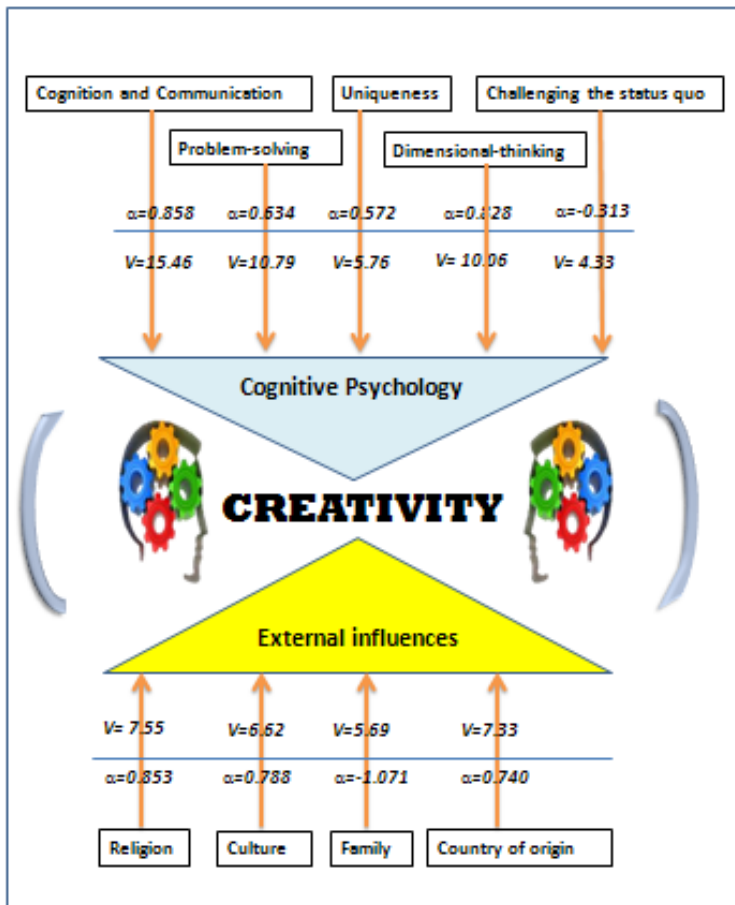 Cognition and Communication Uniqueness Challenging the status quo
Problem-solving Dimensional-thinking
α=0.858 α=0.634 α=0.572 α=0.828 α=-0.313
V=15.46 V=10.79 V=5.76 V= 10.06 V= 4.33
Cognitive Psychology
CREATIVITY
External influences
V= 7.55 V=6.62 V=5.69 V=7.33
α=0.853 α=0.788 α=-1.071 α=0.740
Religion Culture Family Country of origin